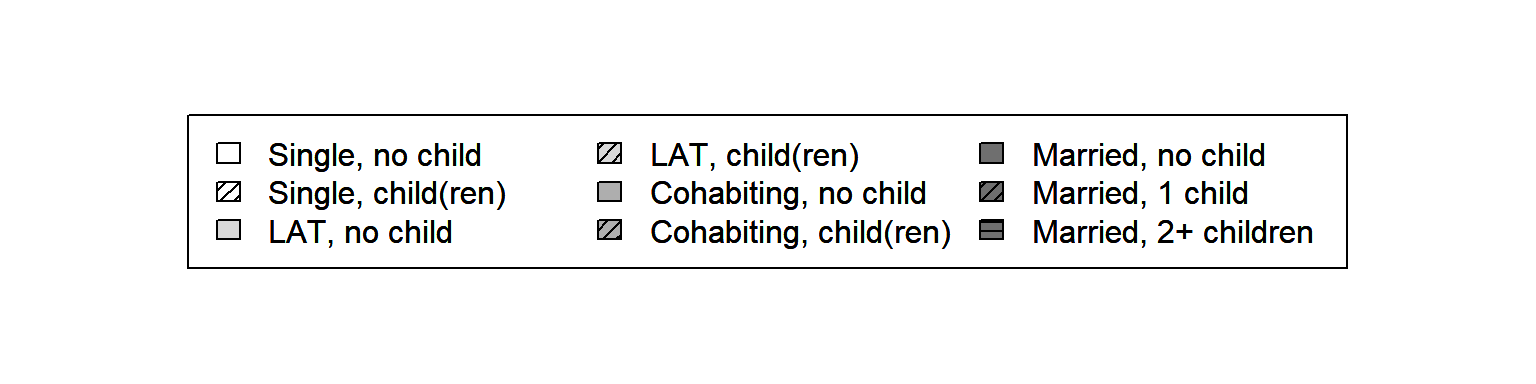 Single, no child
Single, child(ren)
LAT, no child
LAT, child(ren)
Cohabiting, no child
Cohabiting, child(ren)
Married, no child
Married, 1 child
Married, 2+ children